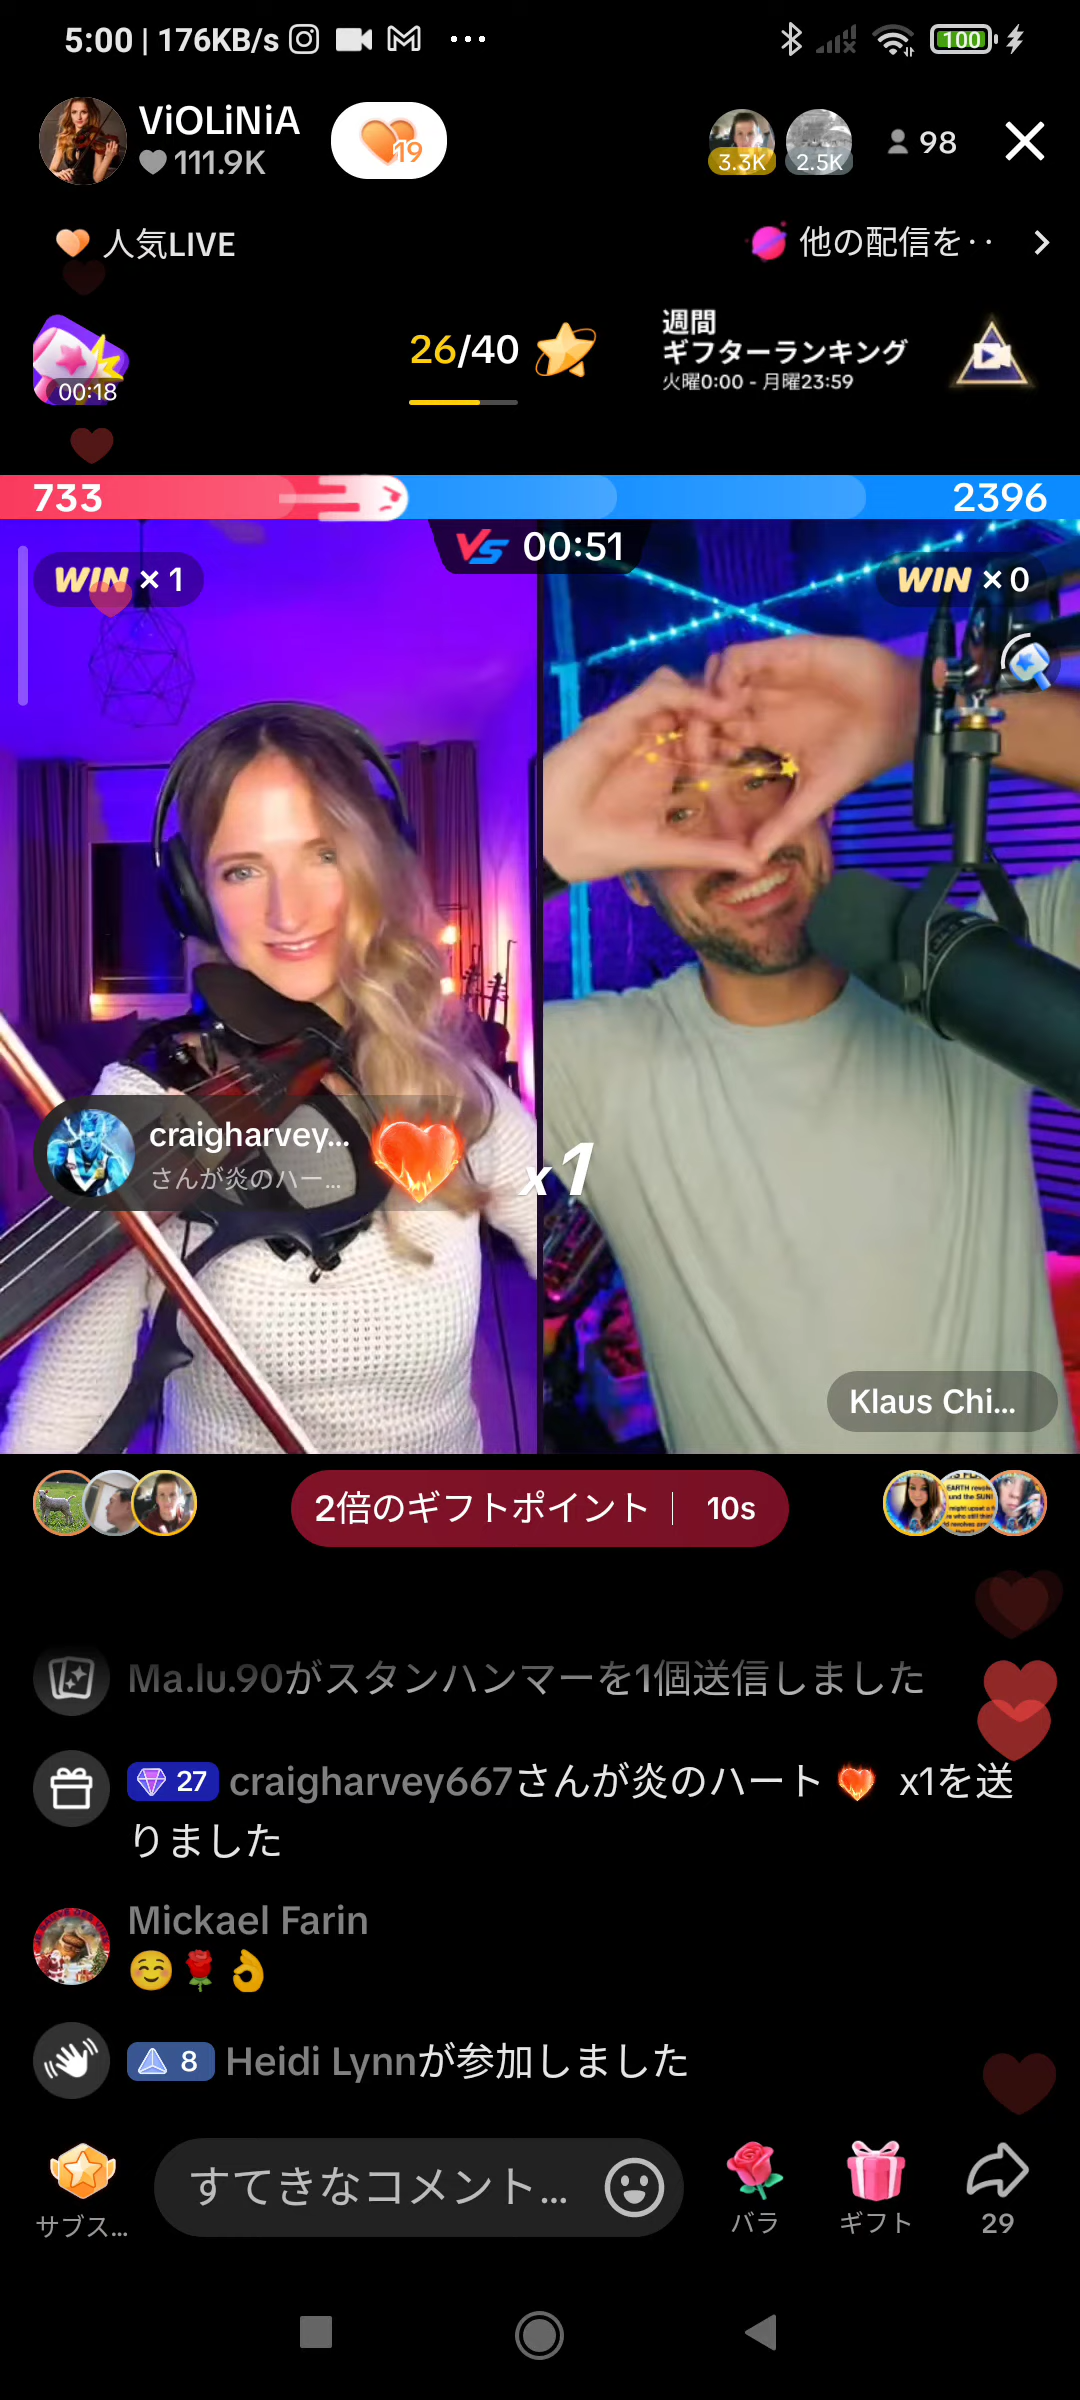 5:00 | 176KB/s
100
ViOLiNiA
111.9K
19
3.3K
2.5K
98
人気LIVE
他の配信を‥
00:18
26/40
週間
ギフターランキング
火曜0:00 - 月曜23:59
733
2396
VS 00:51
WIN × 1
WIN × 0
craigharvey...
さんが炎のハー...
x1
Klaus Chi...
2倍のギフトポイント | 10s
EARTH
the SUN!
Ma.lu.90がスタンハンマーを1個送信しました
27 craigharvey667さんが炎のハート x1を送
りました
Mickael Farin
8 Heidi Lynnが参加しました
すてきなコメント...
サブス...
バラ
ギフト
29